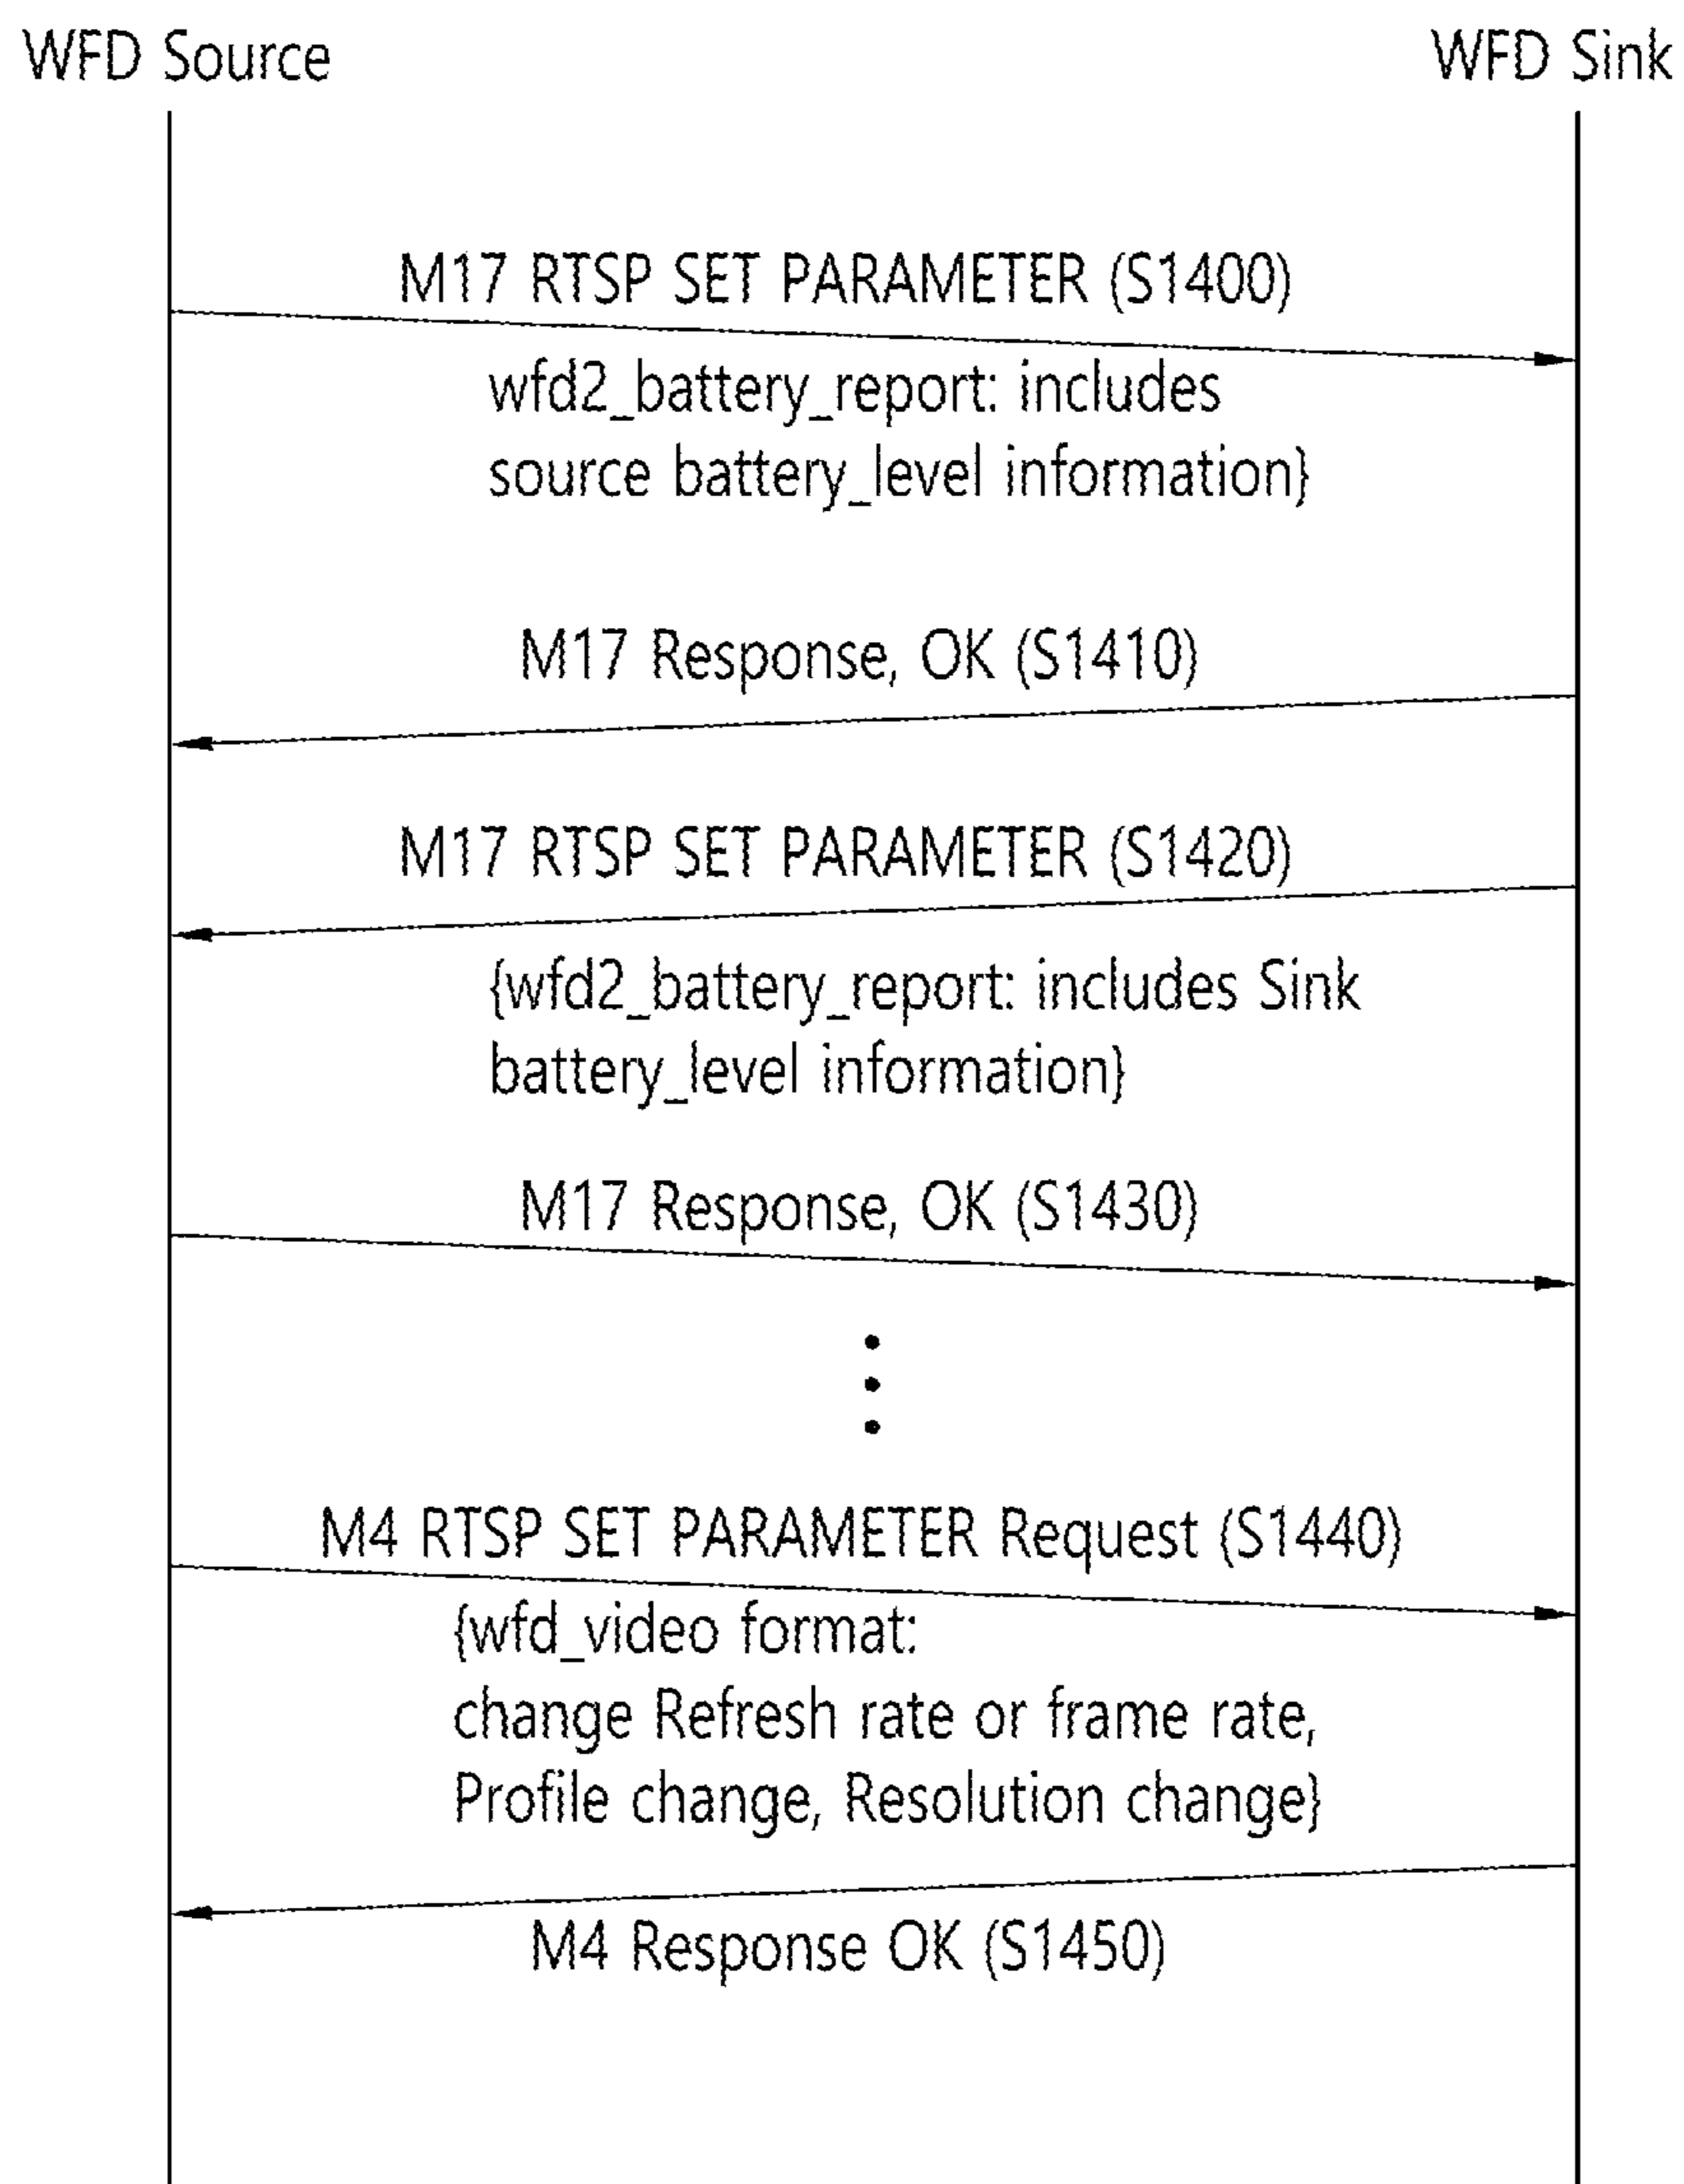 WFD Source
WFD Sink
M17 RTSP SET PARAMETER (S1400)
wfd2_battery_report: includes
source battery_level information}
M17 Response, OK (S1410)
M17 RTSP SET PARAMETER (S1420)
{wfd2_battery_report: includes Sink
battery_level information}
M17 Response, OK (S1430)
M4 RTSP SET PARAMETER Request (S1440)
{wfd_video format:
change Refresh rate or frame rate,
Profile change, Resolution change}
M4 Response OK (S1450)